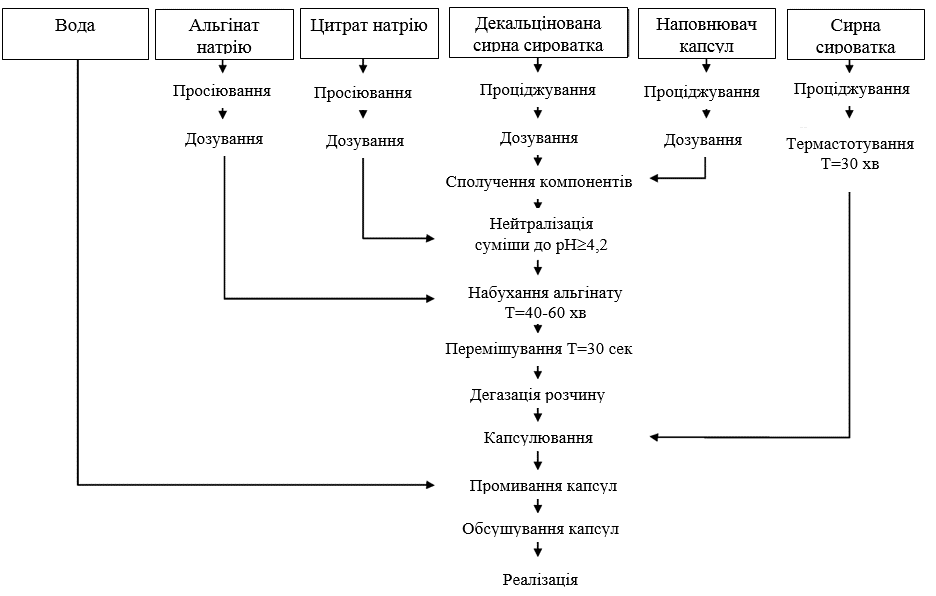 Вода
Альгінат
натрію
Цитрат натрію
Декальцінована
сирна сироватка
Наповнювач
капсул
Сирна
сироватка
Просіювання
Просіювання
Проціджування
Проціджування
Проціджування
Дозування
Дозування
Дозування
Дозування
Термастотування
Т=30 хв
Сполучення компонентів
Нейтралізація
суміши до рН≥4,2
Набухання альгінату
Т=40-60 хв
Перемішування Т=30 сек
Дегазація розчину
Капсулювання
Промивання капсул
Обсушування капсул
Реалізація